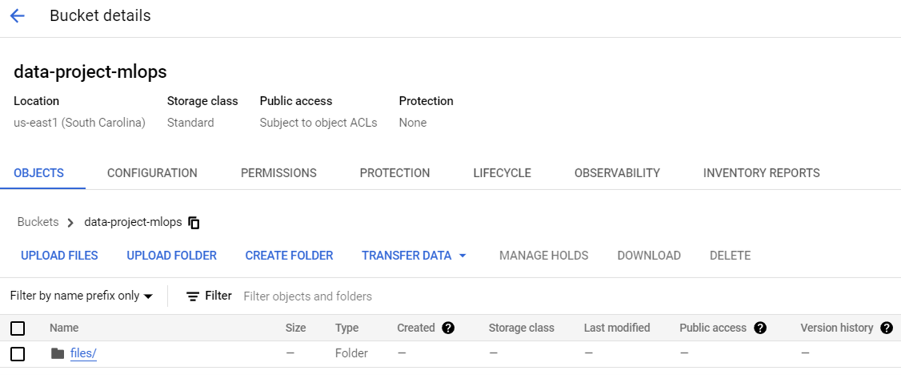 Bucket details
data-project-mlops
Location Storage class Public access Protection
us-east1 (South Carolina) Standard Subject to object ACLs None
OBJECTS CONFIGURATION PERMISSIONS PROTECTION LIFECYCLE OBSERVABILITY INVENTORY REPORTS
Buckets data-project-mlops
UPLOAD FILES UPLOAD FOLDER CREATE FOLDER TRANSFER DATA MANAGE HOLDS DOWNLOAD DELETE
Filter by name prefix only Filter Filter objects and folders
Name Size Type Created ? Storage class Last modified Public access ? Version history ?
files/ — Folder — — — — —